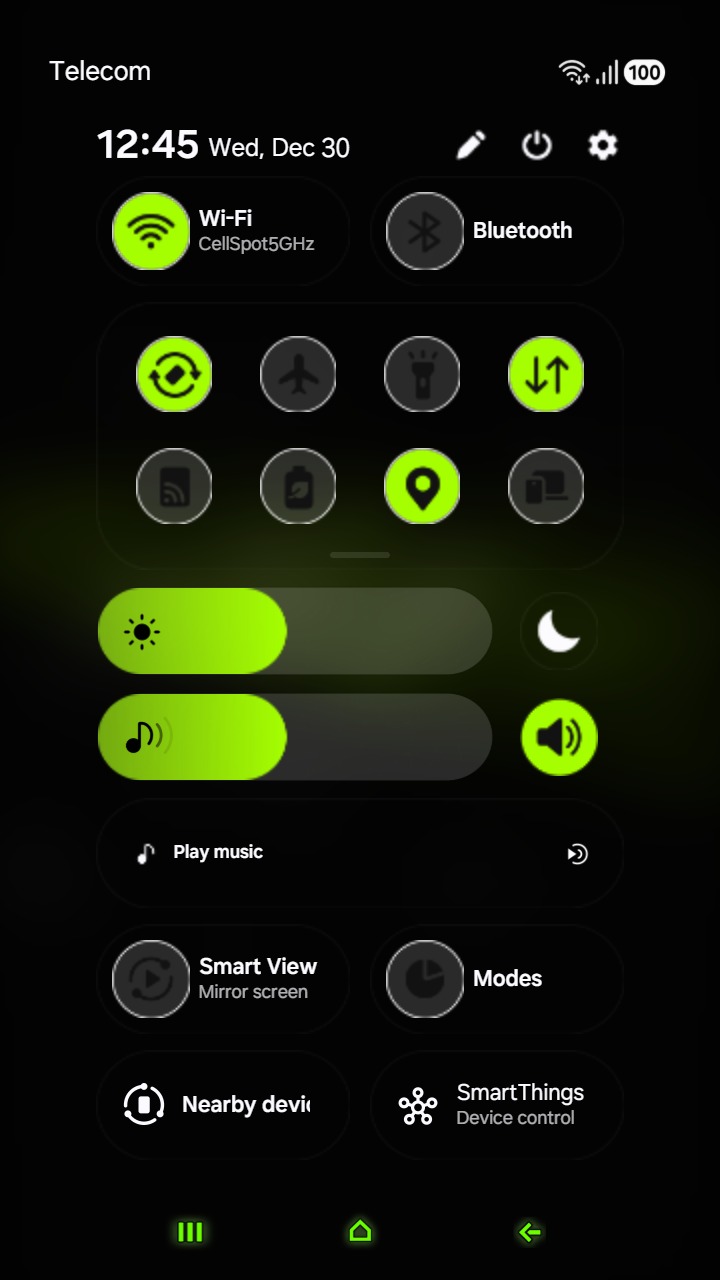 Telecom
100
12:45 Wed, Dec 30
Wi-Fi
CellSpot5GHz
Bluetooth
Play music
Smart View
Mirror screen
Modes
Nearby devic
SmartThings
Device control